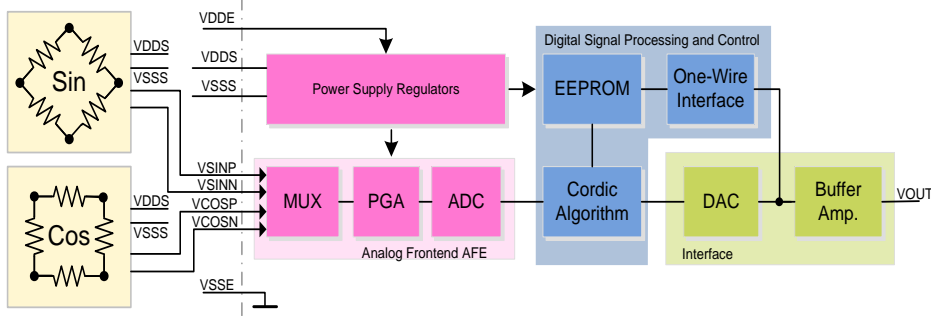 VDDE
Digital Signal Processing and Control
VDDS
VDDS
Sin
VSSS
VSSS
Power Supply Regulators
EEPROM
One-Wire
Interface
VSINP
VSINN
VDDS
VCOSP
VSSS
VCOSN
Cos
MUX
PGA
ADC
Cordic
Algorithm
DAC
Buffer
Amp.
VOUT
Analog Frontend AFE
Interface
VSSE